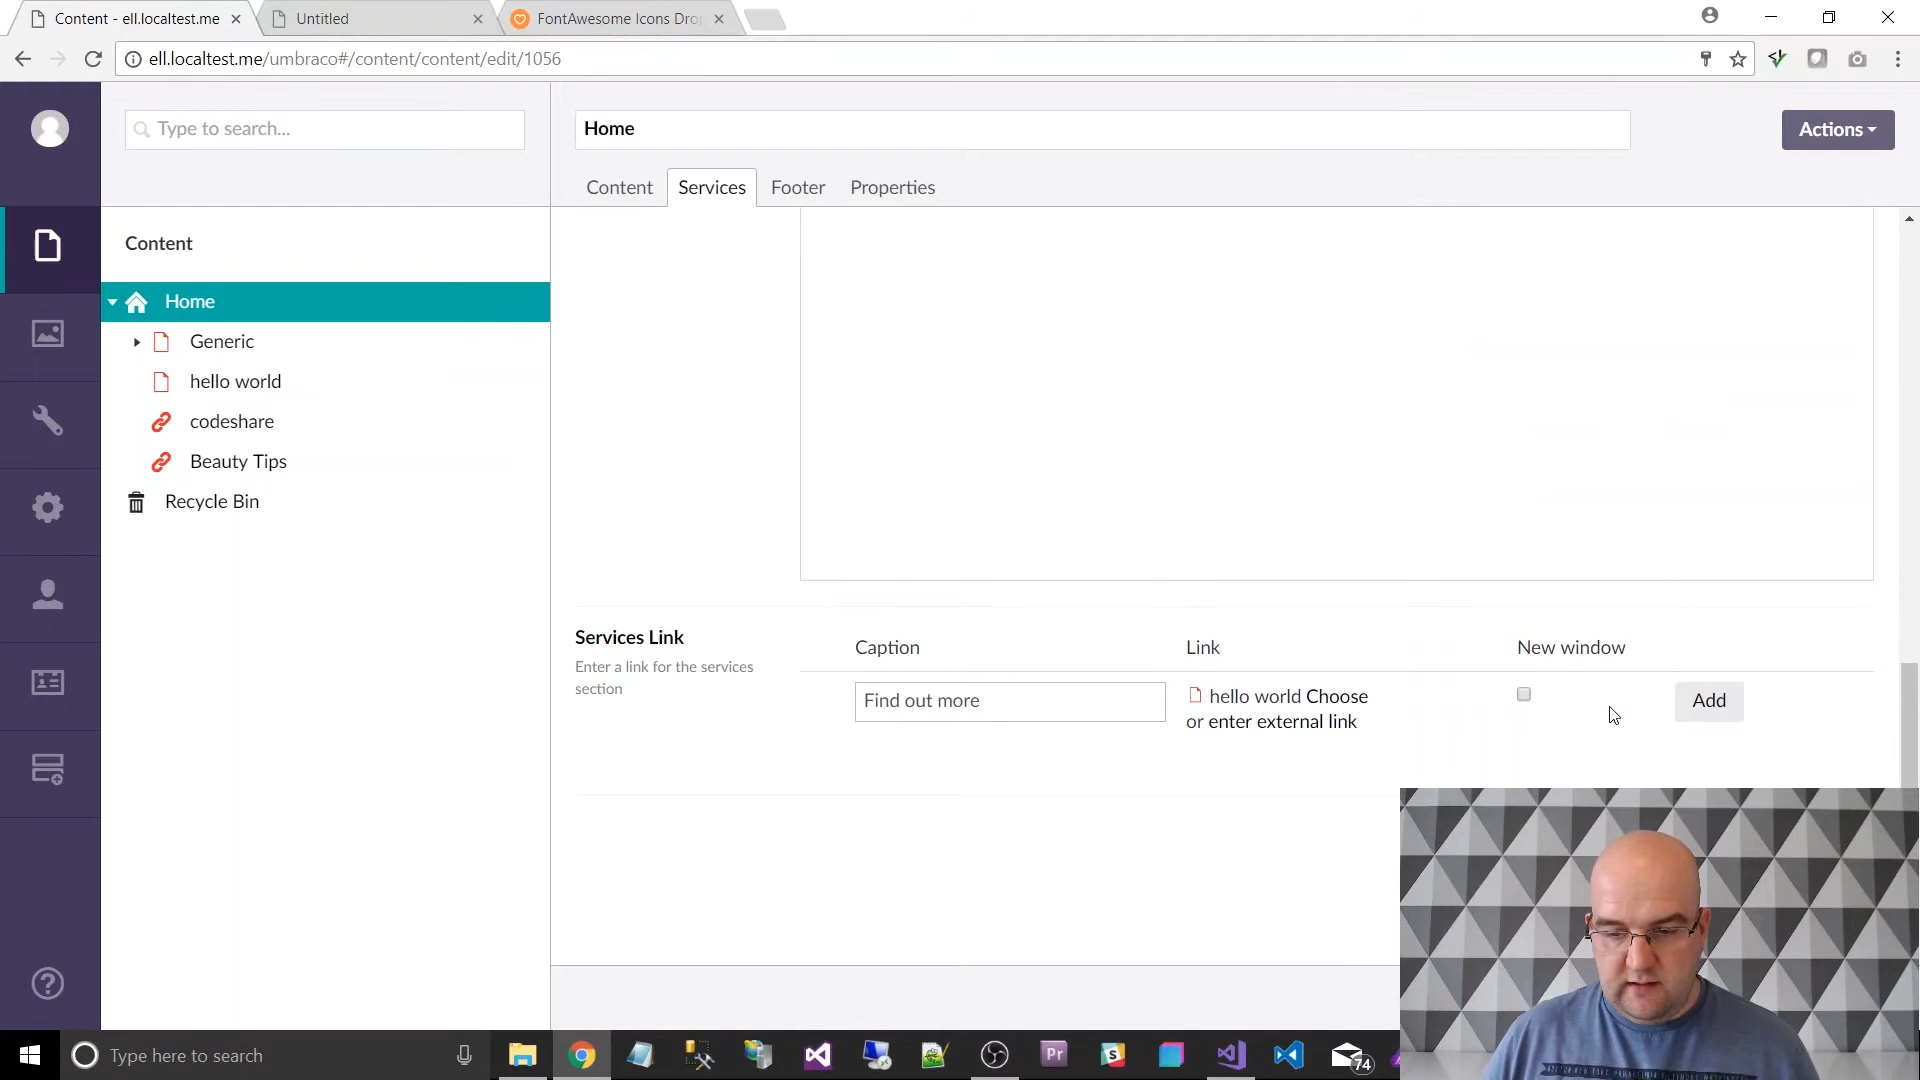 Content - ell.localtest.me
Untitled
FontAwesome Icons Dro
ell.localtest.me/umbraco#/content/content/edit/1056
Type to search...
Home
Actions
Content
Services
Footer
Properties
Content
Home
Generic
hello world
codeshare
Beauty Tips
Recycle Bin
Services Link
Enter a link for the services
section
Caption
Link
New window
Find out more
hello world Choose
or enter external link
Add
Type here to search
Pr
S
74